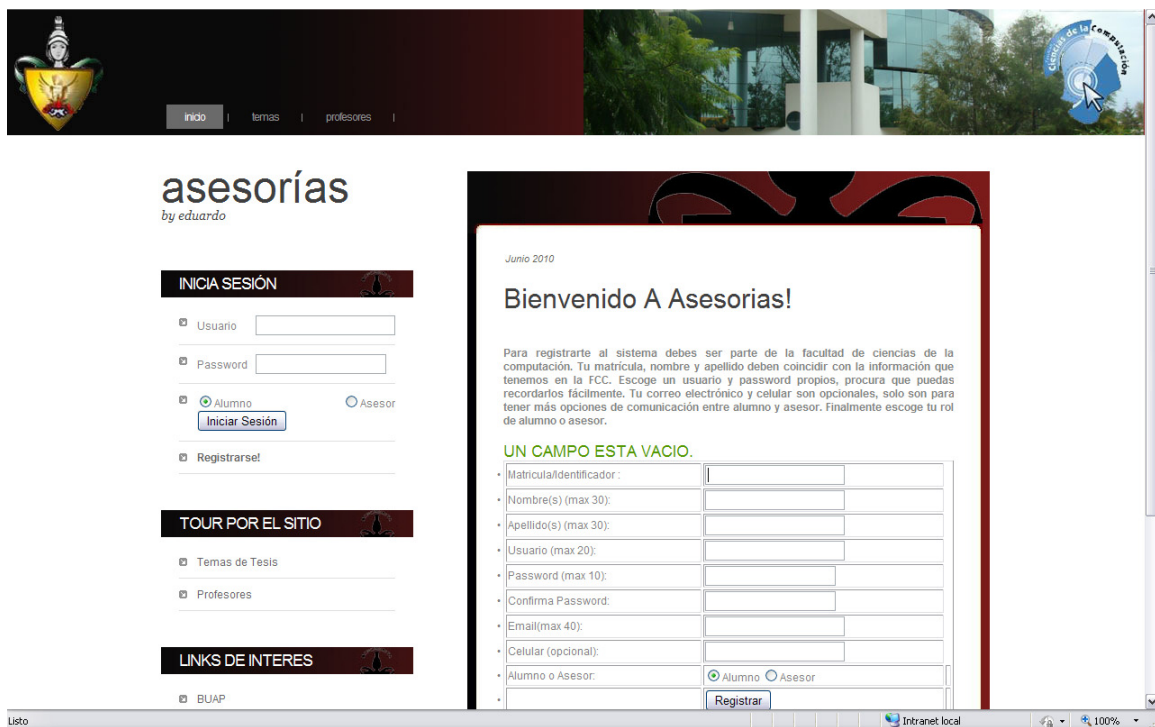 Ciencias de la Computación
inicio | temas | profesores |
asesorías
by eduardo
INICIA SESIÓN
Usuario
Password
Alumno Asesor
Iniciar Sesión
Registrarse!
TOUR POR EL SITIO
Temas de Tesis
Profesores
LINKS DE INTERES
BUAP
Junio 2010
Bienvenido A Asesorias!
Para registrarte al sistema debes ser parte de la facultad de ciencias de la
computación. Tu matrícula, nombre y apellido deben coincidir con la información que
tenemos en la FCC. Escoge un usuario y password propios, procura que puedas
recordarlos fácilmente. Tu correo electrónico y celular son opcionales, solo son para
tener más opciones de comunicación entre alumno y asesor. Finalmente escoge tu rol
de alumno o asesor.
UN CAMPO ESTA VACIO.
Matricula/Identificador :
Nombre(s) (max 30):
Apellido(s) (max 30):
Usuario (max 20):
Password (max 10):
Confirma Password:
Email(max 40):
Celular (opcional):
Alumno o Asesor: Alumno Asesor
Registrar
Listo Intranet local 100%